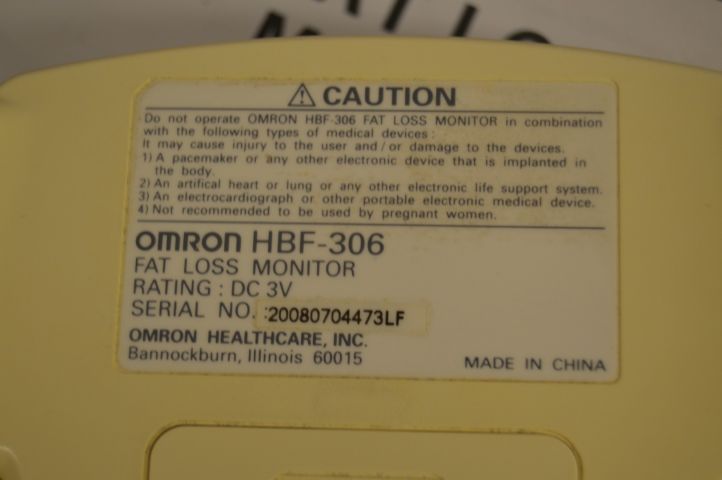 CAUTION
Do not operate OMRON HBF-306 FAT LOSS MONITOR in combination
with the following types of medical devices :
It may cause injury to the user and/or damage to the devices.
1) A pacemaker or any other electronic device that is implanted in
the body.
2) An artifical heart or lung or any other electronic life support system.
3) An electrocardiograph or other portable electronic medical device.
4) Not recommended to be used by pregnant women.
OMRON HBF-306
FAT LOSS MONITOR
RATING : DC 3V
SERIAL NO. :20080704473LF
OMRON HEALTHCARE, INC.
Bannockburn, Illinois 60015
MADE IN CHINA